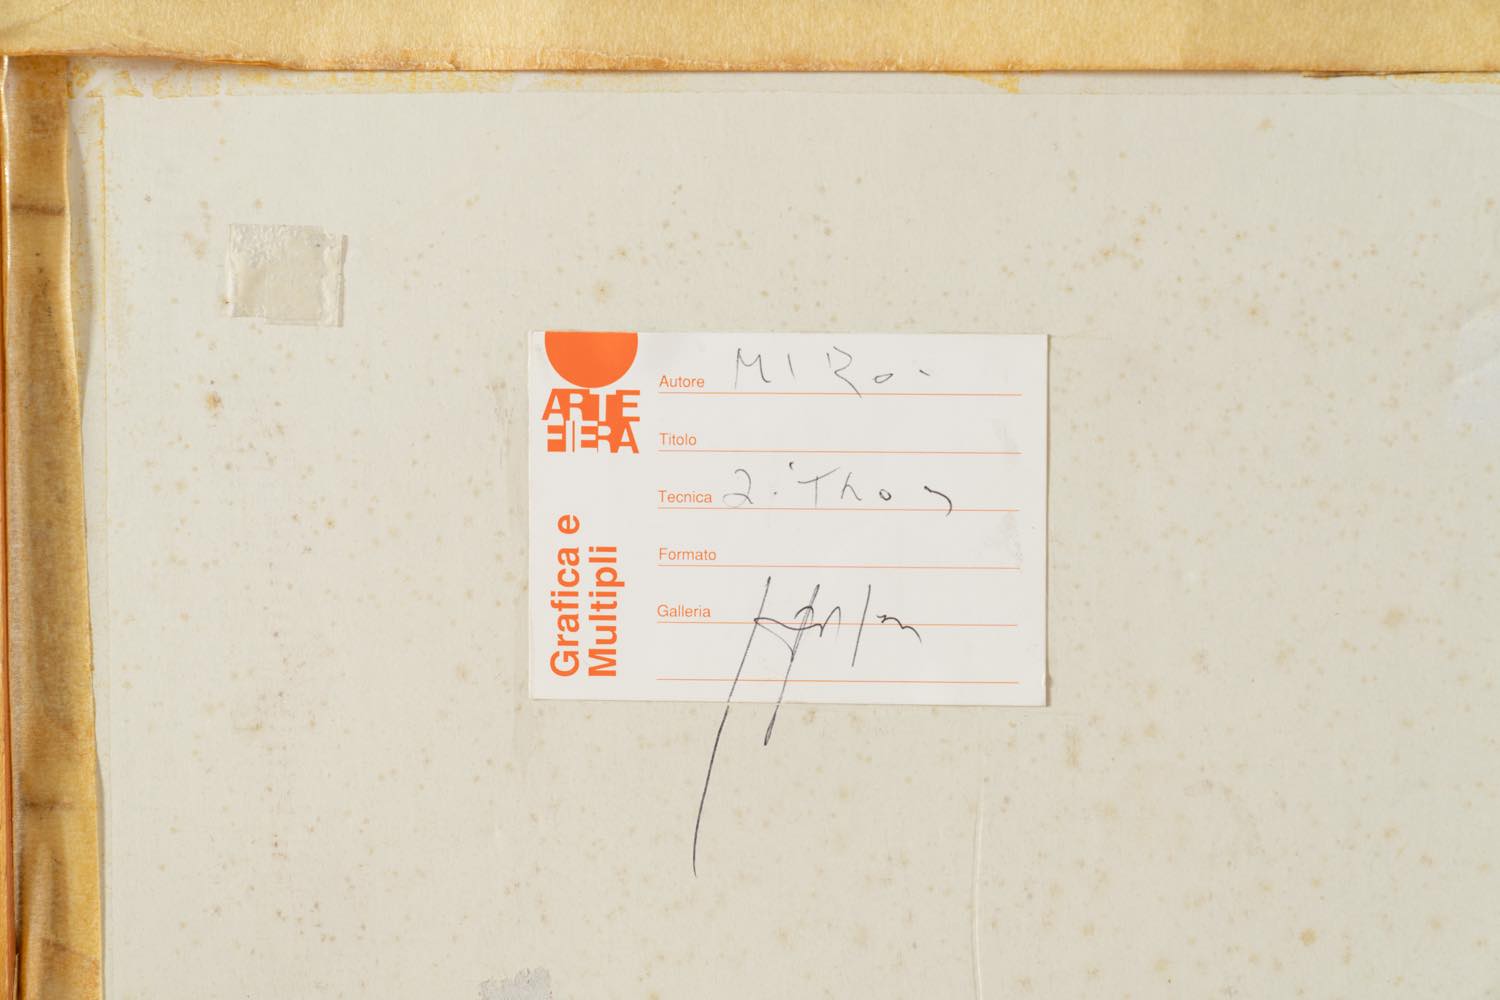 ARTE
FIERA
Grafica e
Multipli
Autore MIRO
Titolo
Tecnica
Formato
Galleria